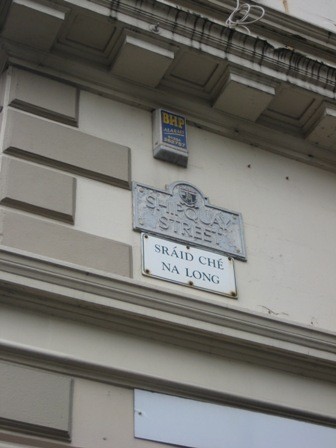 BHP
SHIPQUAY
STREET
SRÁID CHÉ
NA LONG